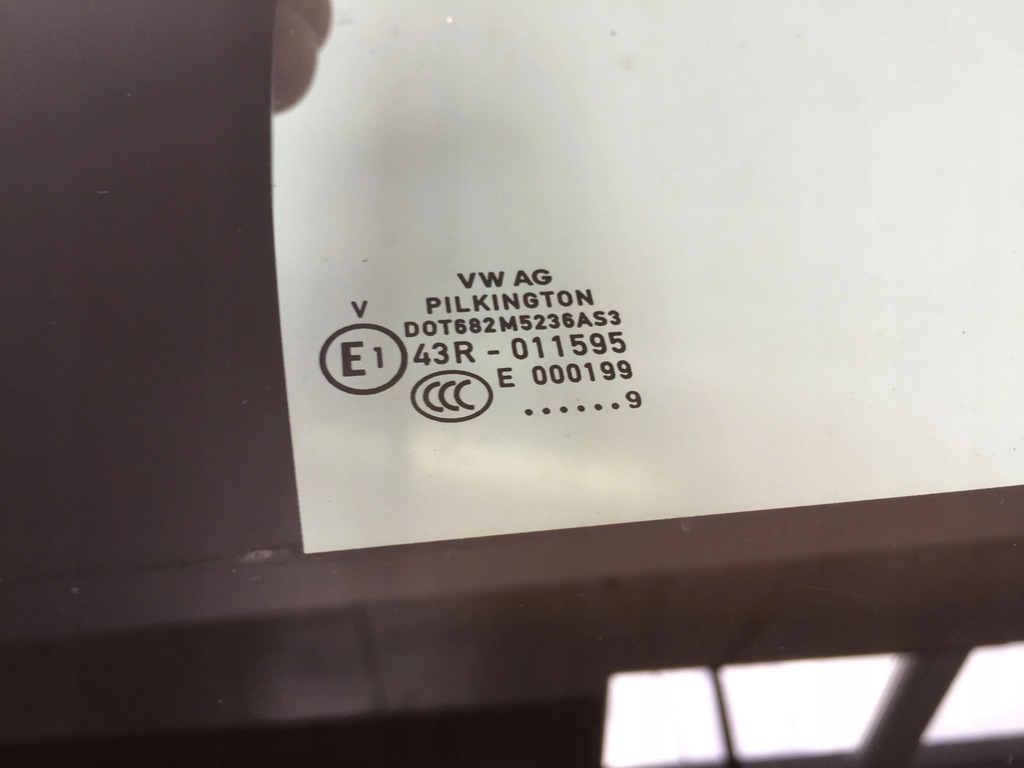 VW AG
PILKINGTON
V
DOT682M5236AS3
E1 43R - 011595
CCC E 000199
......9